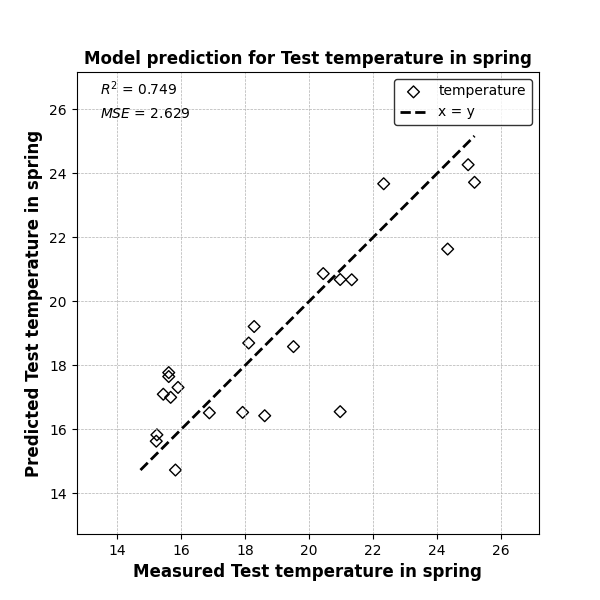 Model prediction for Test temperature in spring
R² = 0.749
MSE = 2.629
temperature
x = y
26
24
22
20
18
16
14
Predicted Test temperature in spring
14 16 18 20 22 24 26
Measured Test temperature in spring